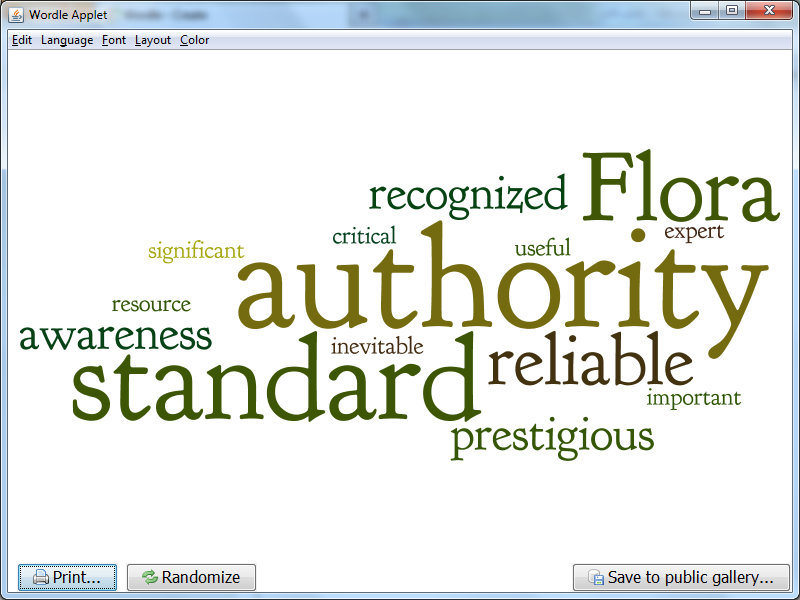 Wordle Applet
Edit Language Font Layout Color
Flora
recognized
expert
critical
useful
significant
authority
resource
awareness
inevitable
reliable
standard
important
prestigious
Print... Randomize Save to public gallery...